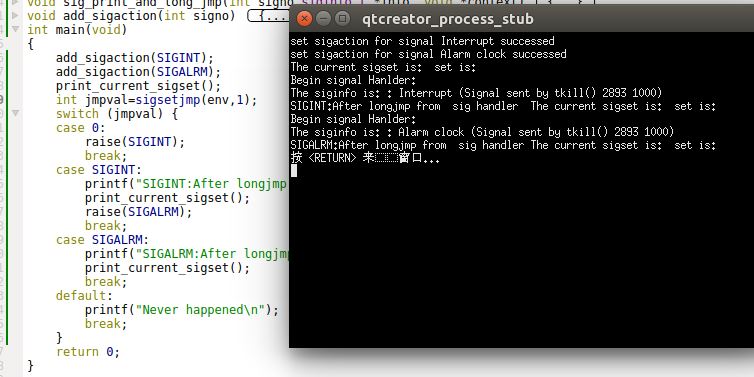 void sig_print_and_long_jmp(int signo
void add_sigaction(int signo) {...
int main(void)
{
add_sigaction(SIGINT);
add_sigaction(SIGALRM);
print_current_sigset();
int jmpval=sigsetjmp(env,1);
switch (jmpval) {
case 0:
raise(SIGINT);
break;
case SIGINT:
printf("SIGINT:After longjmp
print_current_sigset();
raise(SIGALRM);
break;
case SIGALRM:
printf("SIGALRM:After longjmp
print_current_sigset();
break;
default:
printf("Never happened\n");
break;
}
return 0;
}
qtcreator_process_stub
set sigaction for signal Interrupt successed
set sigaction for signal Alarm clock successed
The current sigset is:  set is:
Begin signal Hanlder:
The siginfo is: : Interrupt (Signal sent by tkill() 2893 1000)
SIGINT:After longjmp from  sig handler  The current sigset is:  set is:
Begin signal Hanlder:
The siginfo is: : Alarm clock (Signal sent by tkill() 2893 1000)
SIGALRM:After longjmp from  sig handler The current sigset is:  set is:
按 <RETURN> 来窗口...